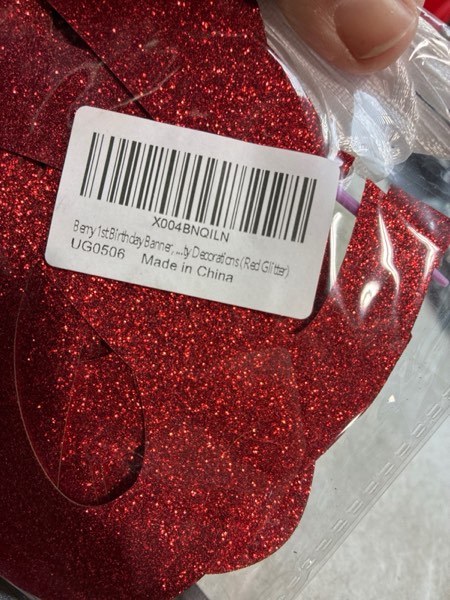 X004BNQILN
Berry 1st Birthday Banner, ...ty Decorations (Red Glitter)
UG0506 Made in China